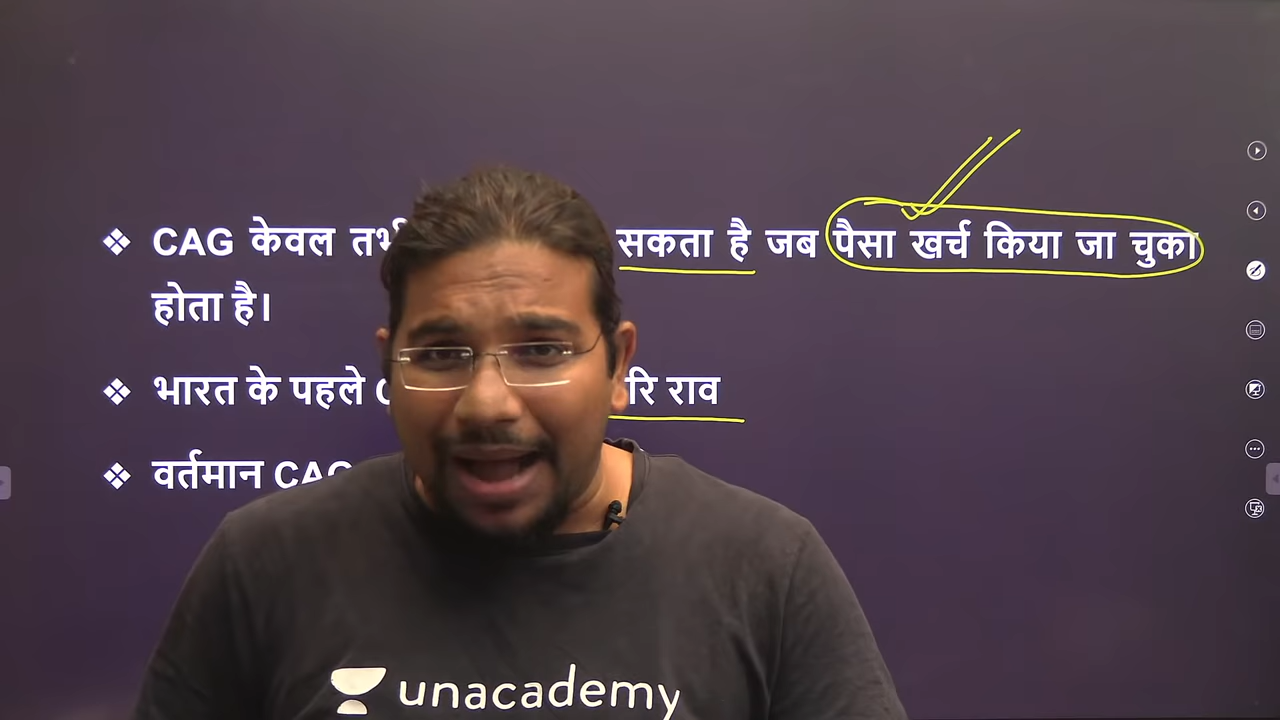 CAG केवल तभी सकता है जब पैसा खर्च किया जा चुका
होता है।
भारत के पहले रि राव
वर्तमान CAG
unacademy